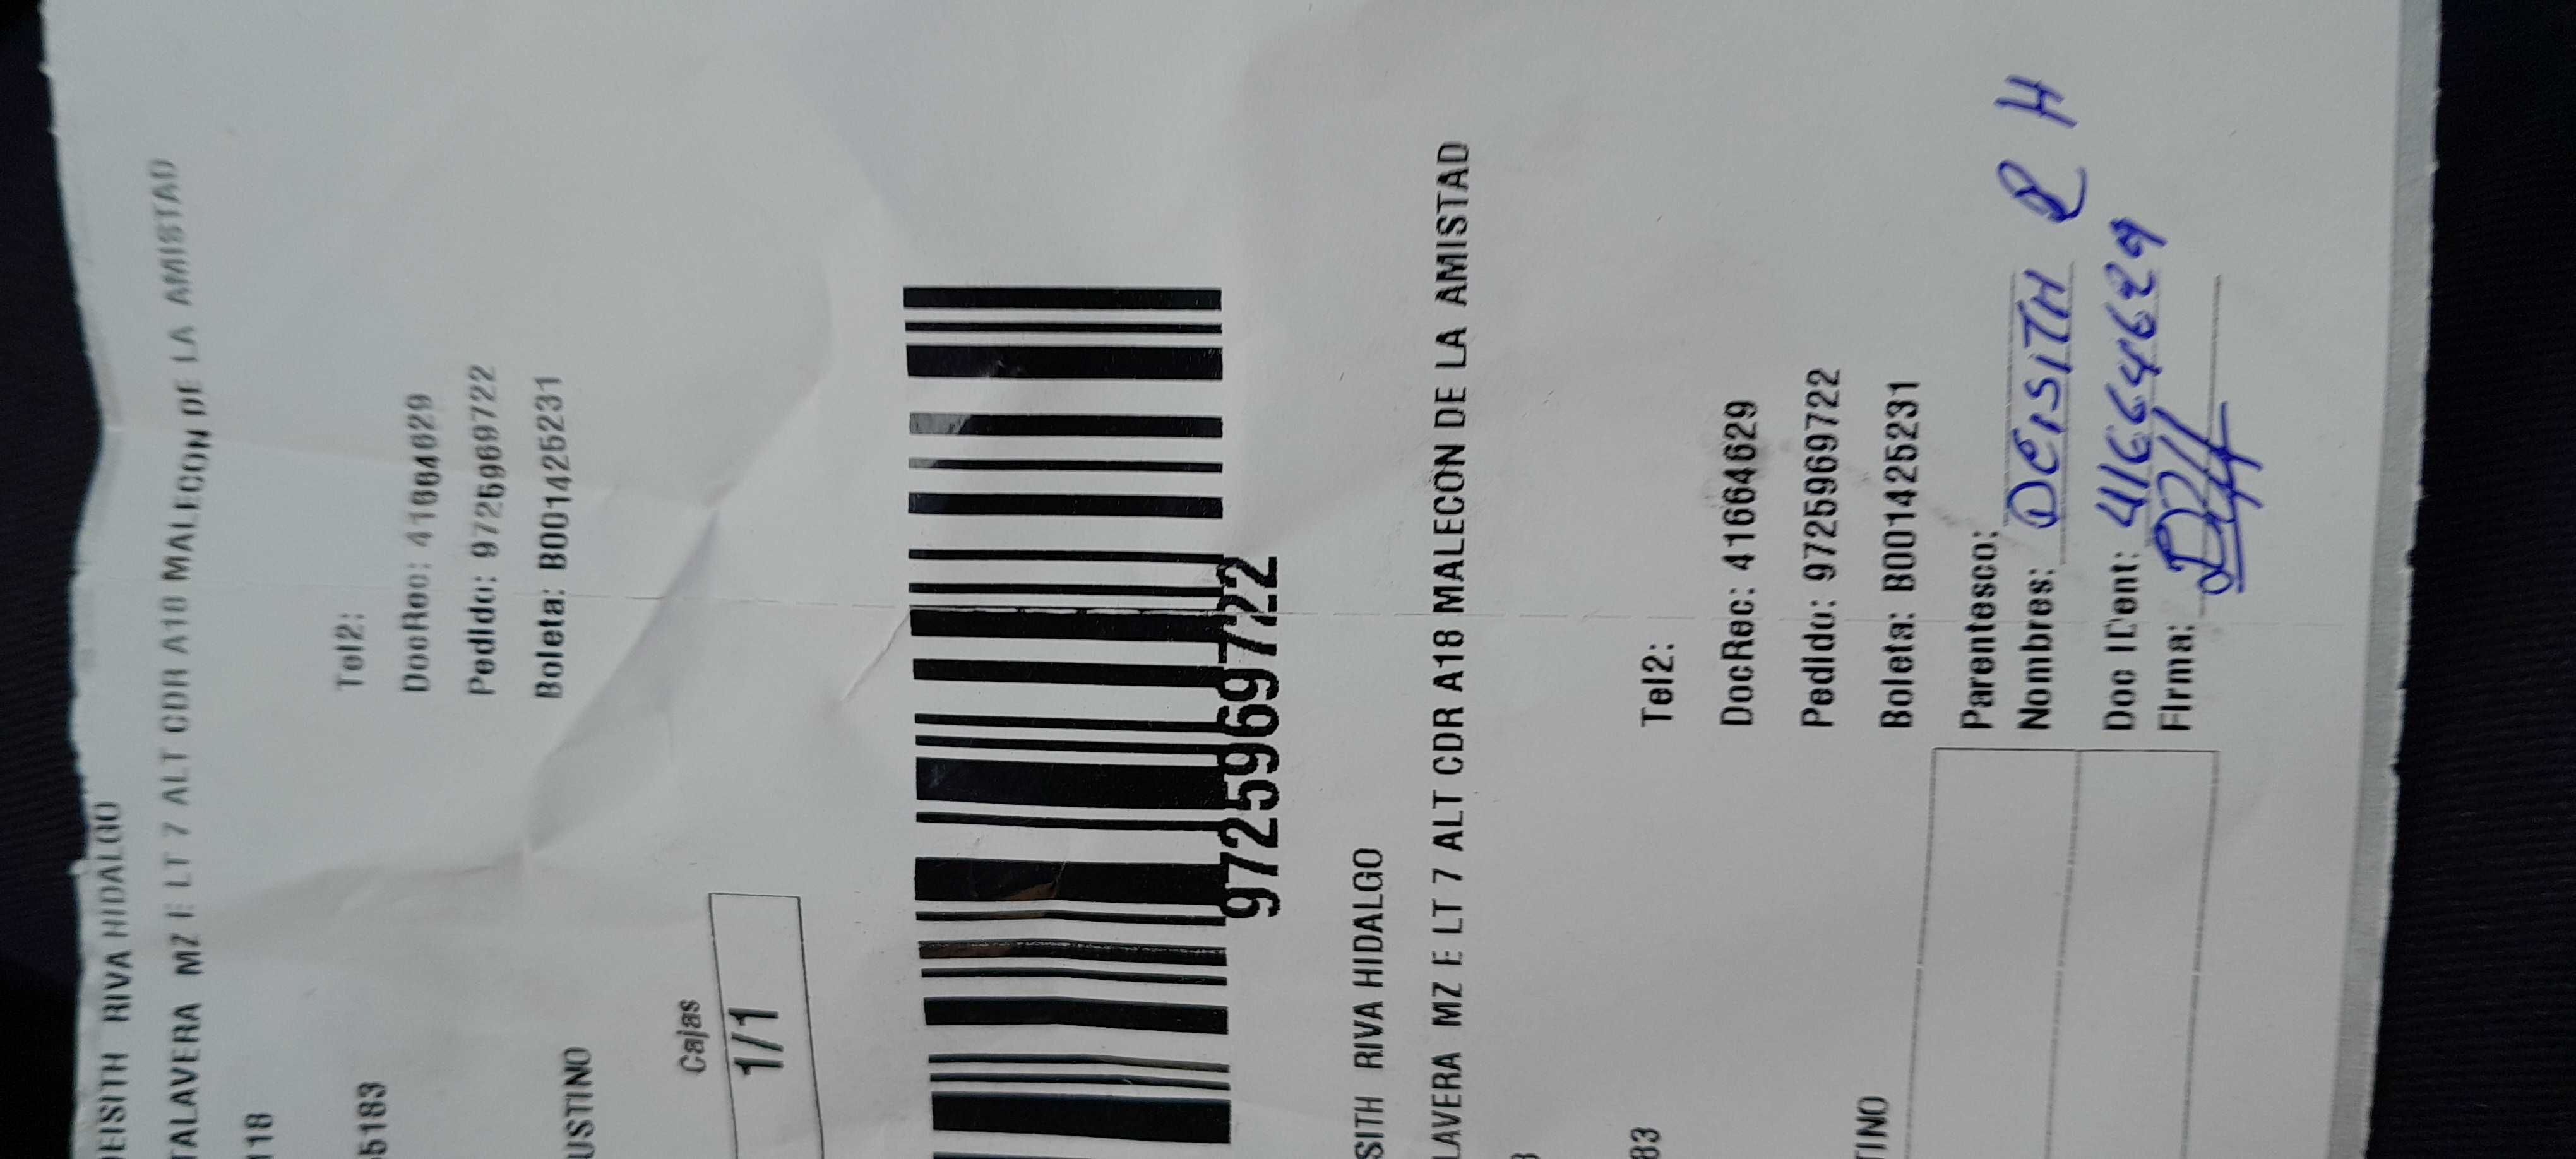 DEISITH RIVA HIDALGO
TALAVERA MZ E LT 7 ALT CDR A18 MALECON DE LA AMISTAD
118
Tel2:
55183
DocRec: 41664629
Pedido: 9725969722
Boleta: B001425231
USTINO
Cajas
1/1
9725969722
SITH RIVA HIDALGO
LAVERA MZ E LT 7 ALT CDR A18 MALECON DE LA AMISTAD
Tel2:
83
DocRec: 41664629
Pedido: 9725969722
Boleta: B001425231
TINO
Parentesco:
Nombres: DEISITH R H
Doc IDent: 41664629
Firma: